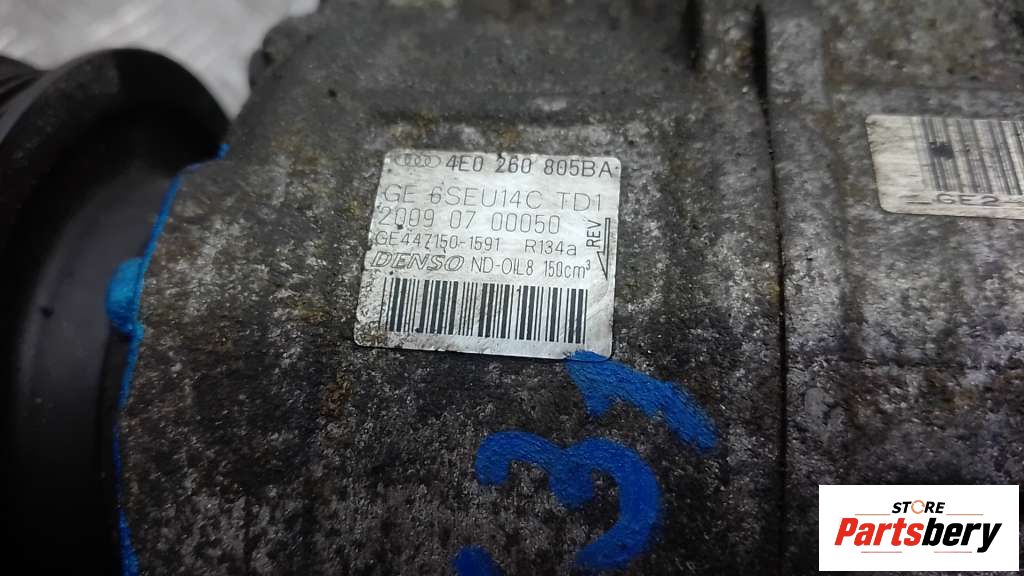 4E0 260 805BA
GE 6SEU14C TD1
2009 07 00050
GE447150-1591 R134a
DENSO ND-OIL8 150cm³
REV
GE2
3
STORE
Partsbery